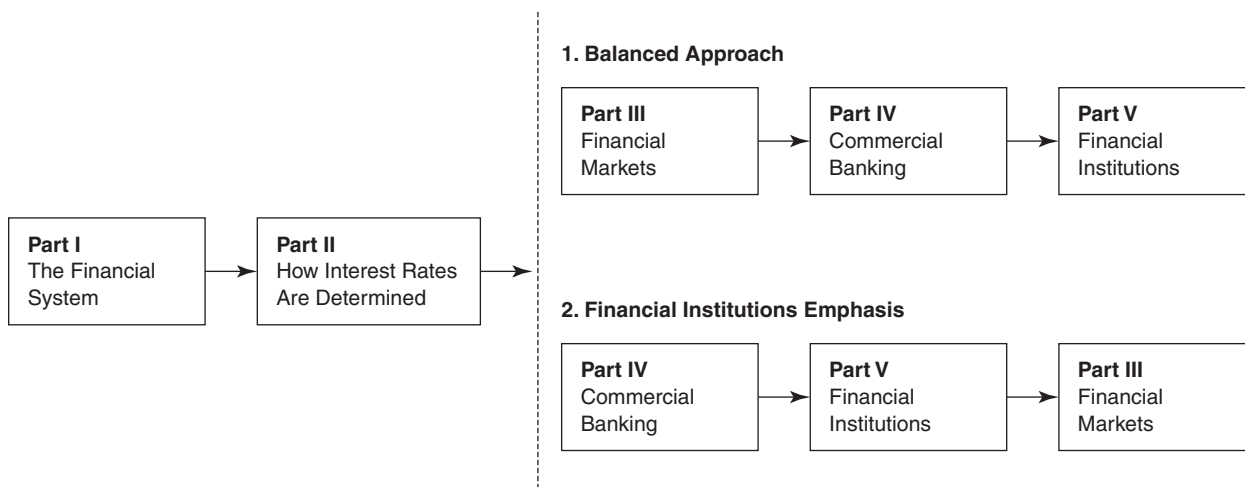 Part I
The Financial
System
Part II
How Interest Rates
Are Determined
1. Balanced Approach
Part III
Financial
Markets
Part IV
Commercial
Banking
Part V
Financial
Institutions
2. Financial Institutions Emphasis
Part IV
Commercial
Banking
Part V
Financial
Institutions
Part III
Financial
Markets